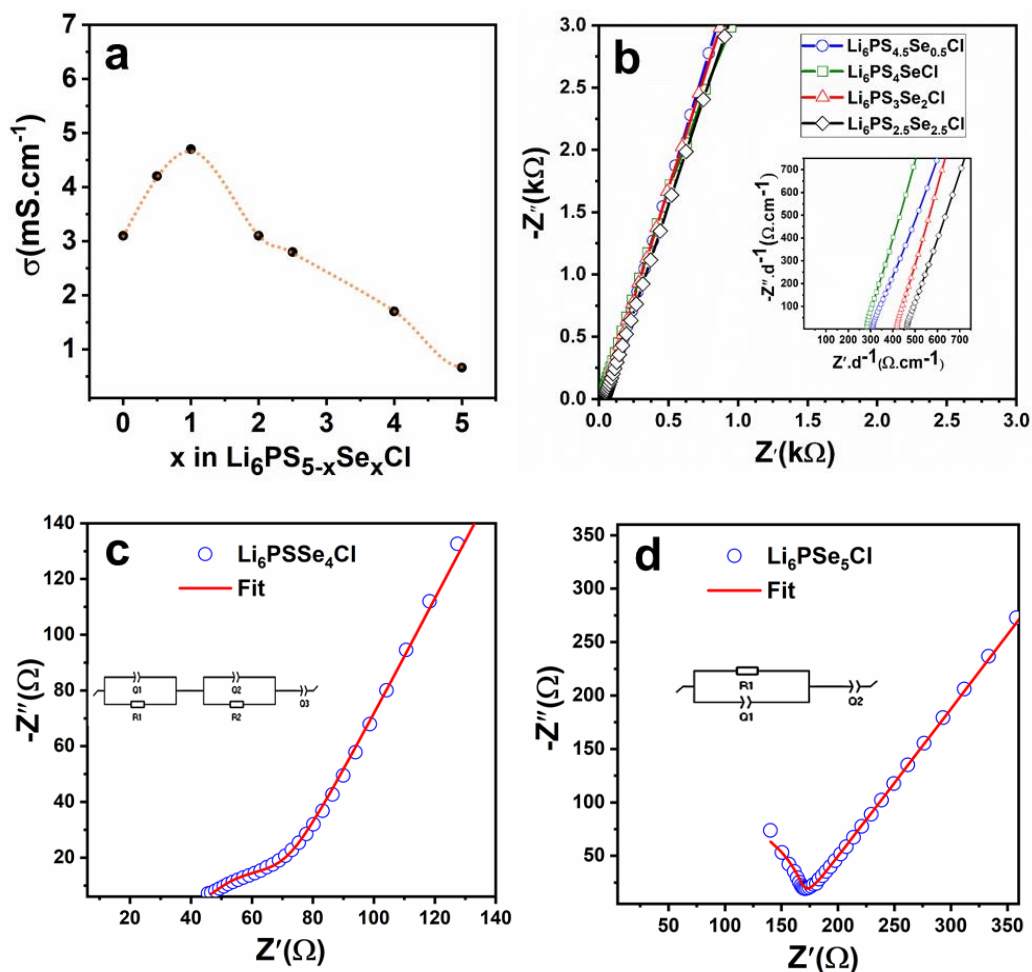 a
σ(mS.cm⁻¹)
7
6
5
4
3
2
1
0 1 2 3 4 5
x in Li₆PS₅₋ₓSeₓCl
b
-Z″(kΩ)
3.0
2.5
2.0
1.5
1.0
0.5
0.0
0.0 0.5 1.0 1.5 2.0 2.5 3.0
Z′(kΩ)
Li₆PS₄.₅Se₀.₅Cl
Li₆PS₄SeCl
Li₆PS₃Se₂Cl
Li₆PS₂.₅Se₂.₅Cl
-Z″.d⁻¹(Ω.cm⁻¹)
700
600
500
400
300
200
100
100 200 300 400 500 600 700
Z′.d⁻¹(Ω.cm⁻¹)
c
Li₆PSSe₄Cl
Fit
-Z″(Ω)
140
120
100
80
60
40
20
Q1
R1
Q2
R2
Q3
20 40 60 80 100 120 140
Z′(Ω)
d
Li₆PSe₅Cl
Fit
-Z″(Ω)
350
300
250
200
150
100
50
R1
Q1
Q2
50 100 150 200 250 300 350
Z′(Ω)